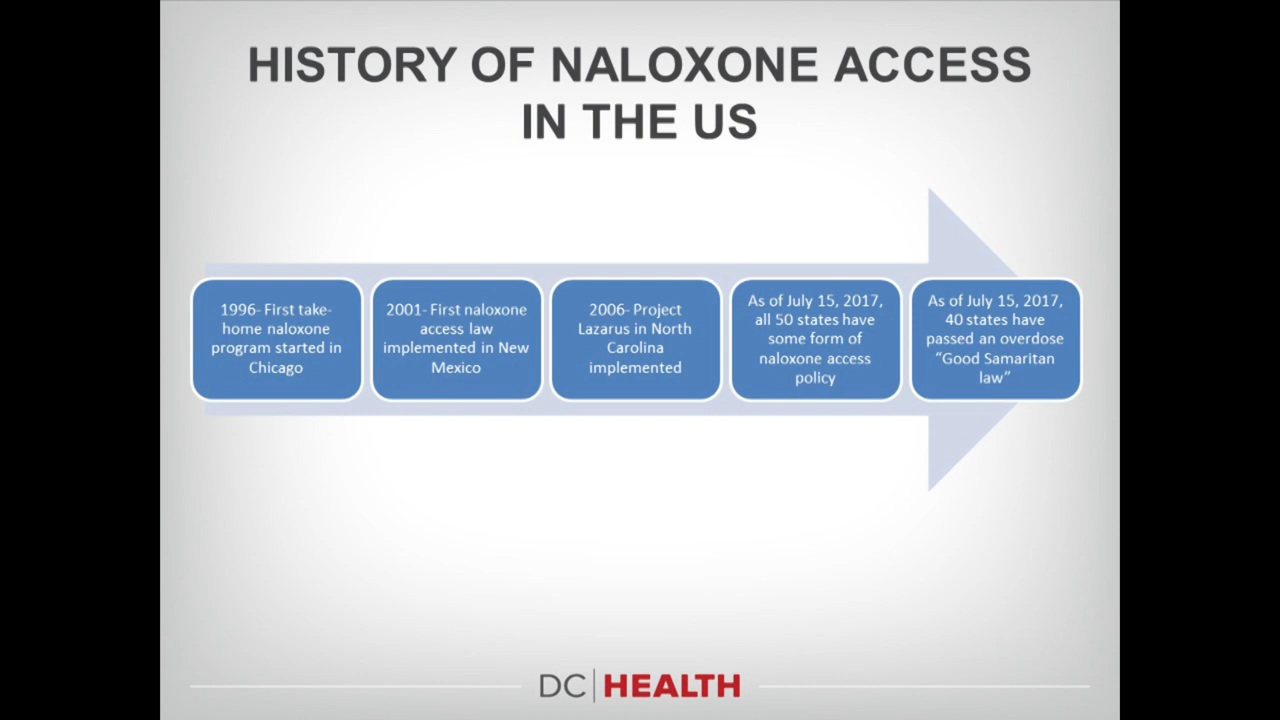 HISTORY OF NALOXONE ACCESS
IN THE US
1996- First take-
home naloxone
program started in
Chicago
2001- First naloxone
access law
implemented in New
Mexico
2006- Project
Lazarus in North
Carolina
implemented
As of July 15, 2017,
all 50 states have
some form of
naloxone access
policy
As of July 15, 2017,
40 states have
passed an overdose
“Good Samaritan
law”
DC HEALTH